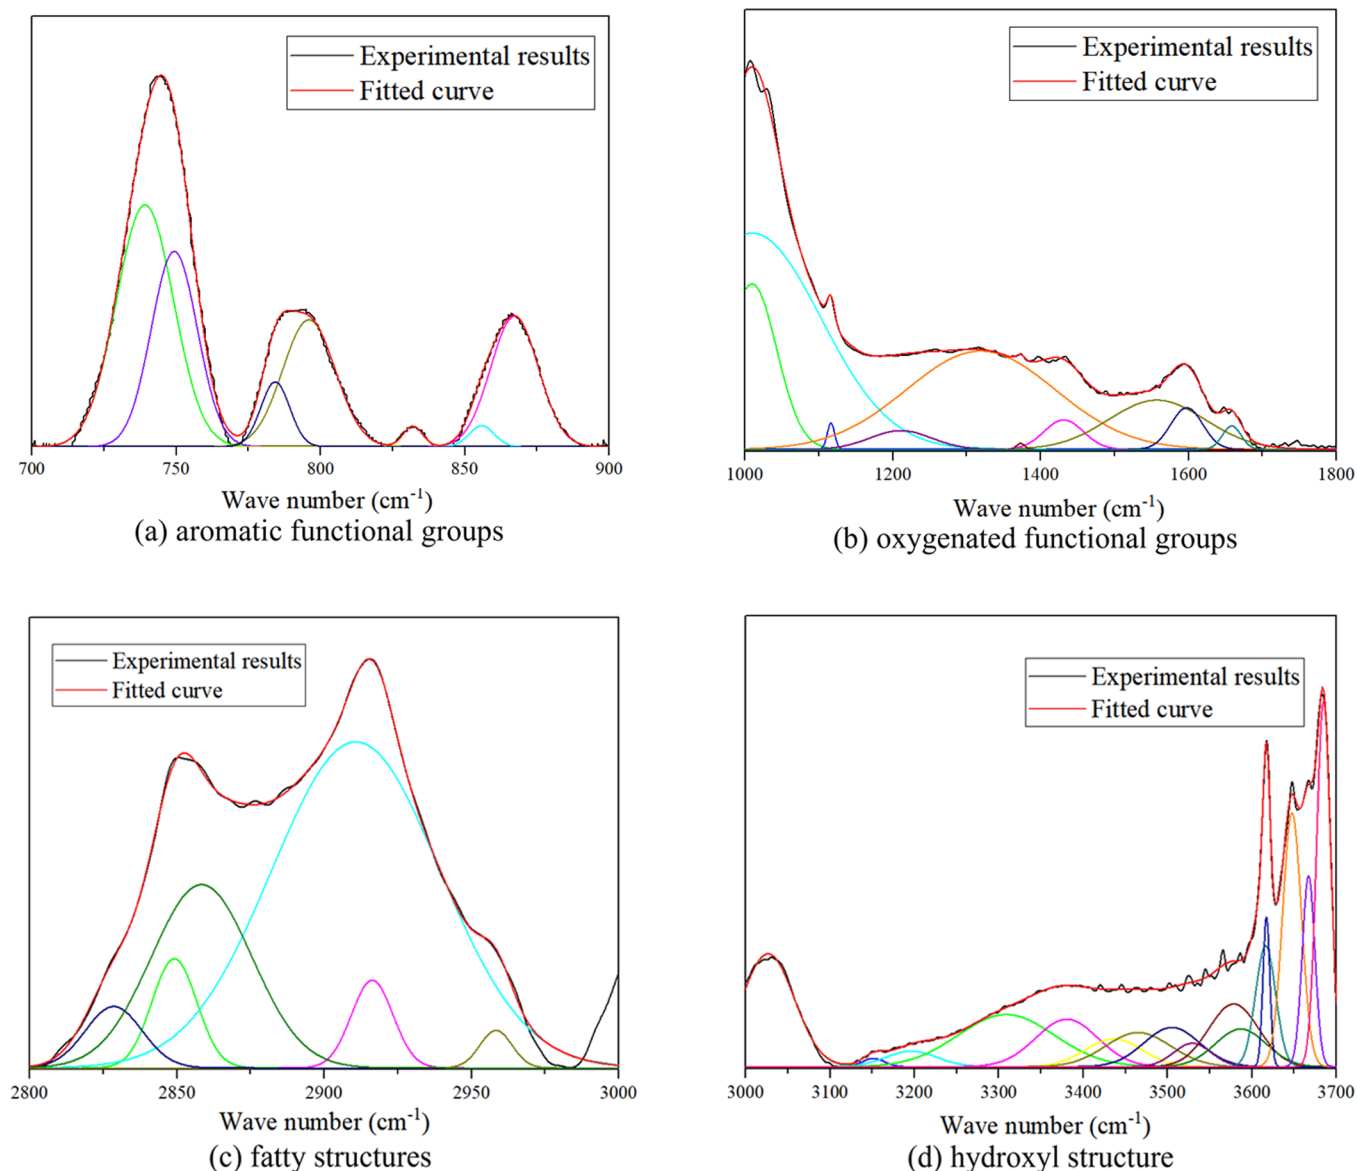 Experimental results
Fitted curve
700 750 800 850 900
Wave number (cm⁻¹)
(a) aromatic functional groups
Experimental results
Fitted curve
1000 1200 1400 1600 1800
Wave number (cm⁻¹)
(b) oxygenated functional groups
Experimental results
Fitted curve
2800 2850 2900 2950 3000
Wave number (cm⁻¹)
(c) fatty structures
Experimental results
Fitted curve
3000 3100 3200 3300 3400 3500 3600 3700
Wave number (cm⁻¹)
(d) hydroxyl structure